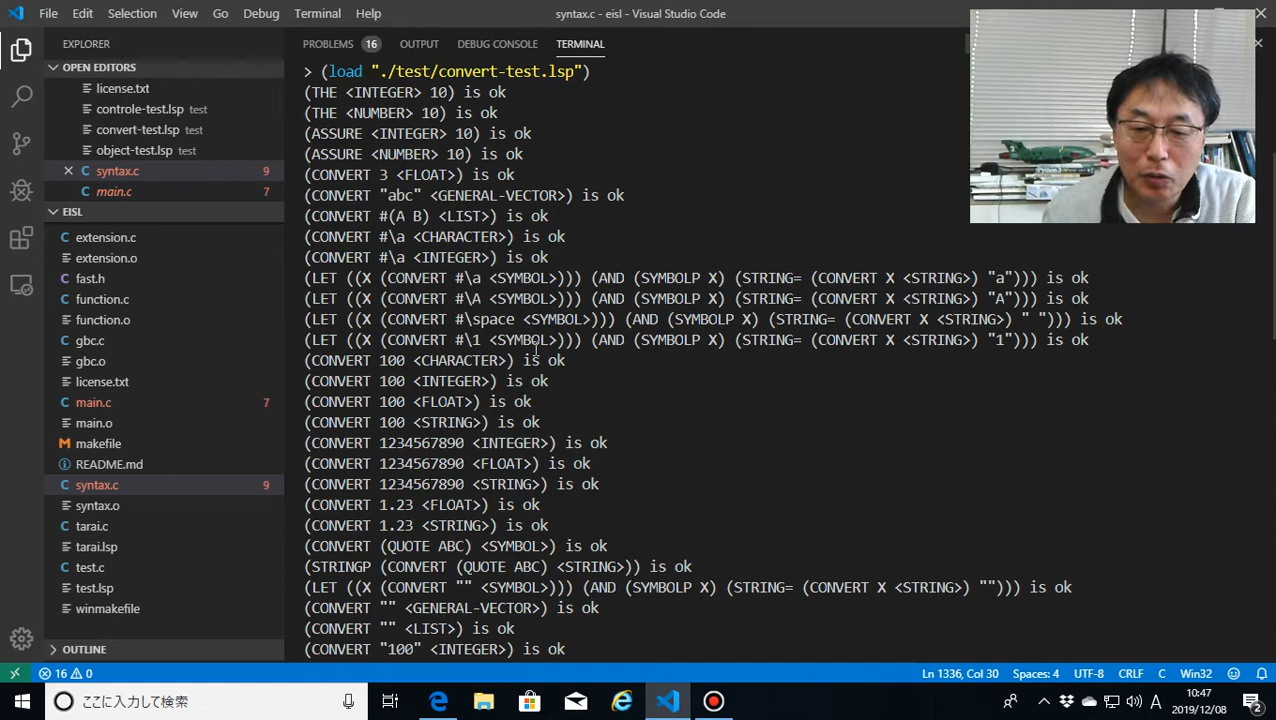 File Edit Selection View Go Debug Terminal Help syntax.c - eisl - Visual Studio Code
EXPLORER
OPEN EDITORS
license.txt
controle-test.lsp test
convert-test.lsp test
object-test.lsp test
syntax.c 9
main.c 7
EISL
extension.c
extension.o
fast.h
function.c
function.o
gbc.c
gbc.o
license.txt
main.c 7
main.o
makefile
README.md
syntax.c 9
syntax.o
tarai.c
tarai.lsp
test.c
test.lsp
winmakefile
OUTLINE
PROBLEMS 16 OUTPUT DEBUG CONSOLE TERMINAL
> (load "./test/convert-test.lsp")
(THE <INTEGER> 10) is ok
(THE <NUMBER> 10) is ok
(ASSURE <INTEGER> 10) is ok
(ASSURE <NUMBER> 10) is ok
(CONVERT 3 <FLOAT>) is ok
(CONVERT "abc" <GENERAL-VECTOR>) is ok
(CONVERT #(A B) <LIST>) is ok
(CONVERT #\a <CHARACTER>) is ok
(CONVERT #\a <INTEGER>) is ok
(LET ((X (CONVERT #\a <SYMBOL>))) (AND (SYMBOLP X) (STRING= (CONVERT X <STRING>) "a"))) is ok
(LET ((X (CONVERT #\A <SYMBOL>))) (AND (SYMBOLP X) (STRING= (CONVERT X <STRING>) "A"))) is ok
(LET ((X (CONVERT #\space <SYMBOL>))) (AND (SYMBOLP X) (STRING= (CONVERT X <STRING>) " "))) is ok
(LET ((X (CONVERT #\1 <SYMBOL>))) (AND (SYMBOLP X) (STRING= (CONVERT X <STRING>) "1"))) is ok
(CONVERT 100 <CHARACTER>) is ok
(CONVERT 100 <INTEGER>) is ok
(CONVERT 100 <FLOAT>) is ok
(CONVERT 100 <STRING>) is ok
(CONVERT 1234567890 <INTEGER>) is ok
(CONVERT 1234567890 <FLOAT>) is ok
(CONVERT 1234567890 <STRING>) is ok
(CONVERT 1.23 <FLOAT>) is ok
(CONVERT 1.23 <STRING>) is ok
(CONVERT (QUOTE ABC) <SYMBOL>) is ok
(STRINGP (CONVERT (QUOTE ABC) <STRING>)) is ok
(LET ((X (CONVERT "" <SYMBOL>))) (AND (SYMBOLP X) (STRING= (CONVERT X <STRING>) ""))) is ok
(CONVERT "" <GENERAL-VECTOR>) is ok
(CONVERT "" <LIST>) is ok
(CONVERT "100" <INTEGER>) is ok
16 0 Ln 1336, Col 30 Spaces: 4 UTF-8 CRLF C Win32
ここに入力して検索 A 10:47
2019/12/08 2